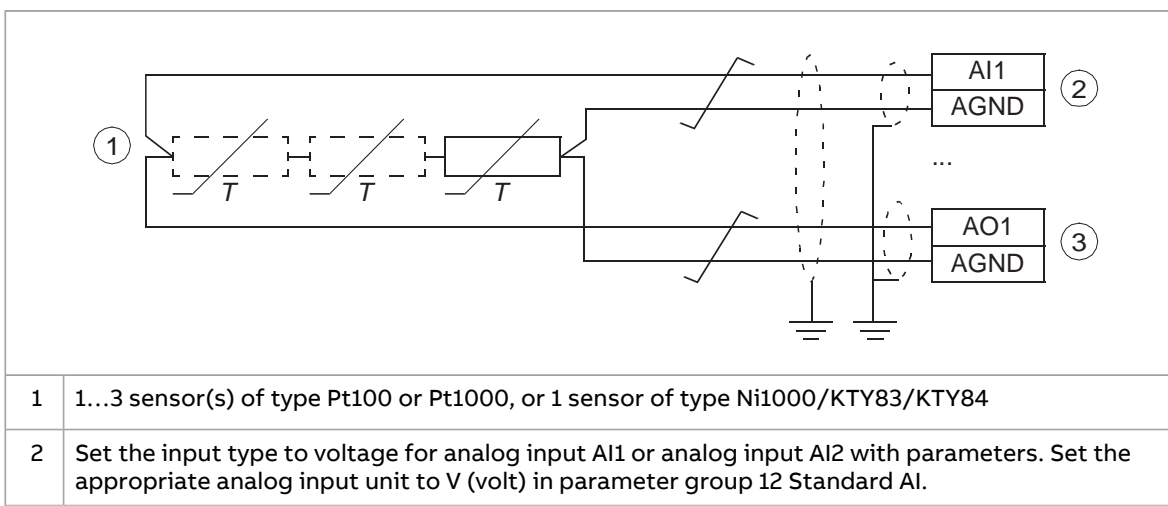 AI1
2
AGND
1
T
T
T
...
AO1
3
AGND
1 1…3 sensor(s) of type Pt100 or Pt1000, or 1 sensor of type Ni1000/KTY83/KTY84
2 Set the input type to voltage for analog input AI1 or analog input AI2 with parameters. Set the
appropriate analog input unit to V (volt) in parameter group 12 Standard AI.